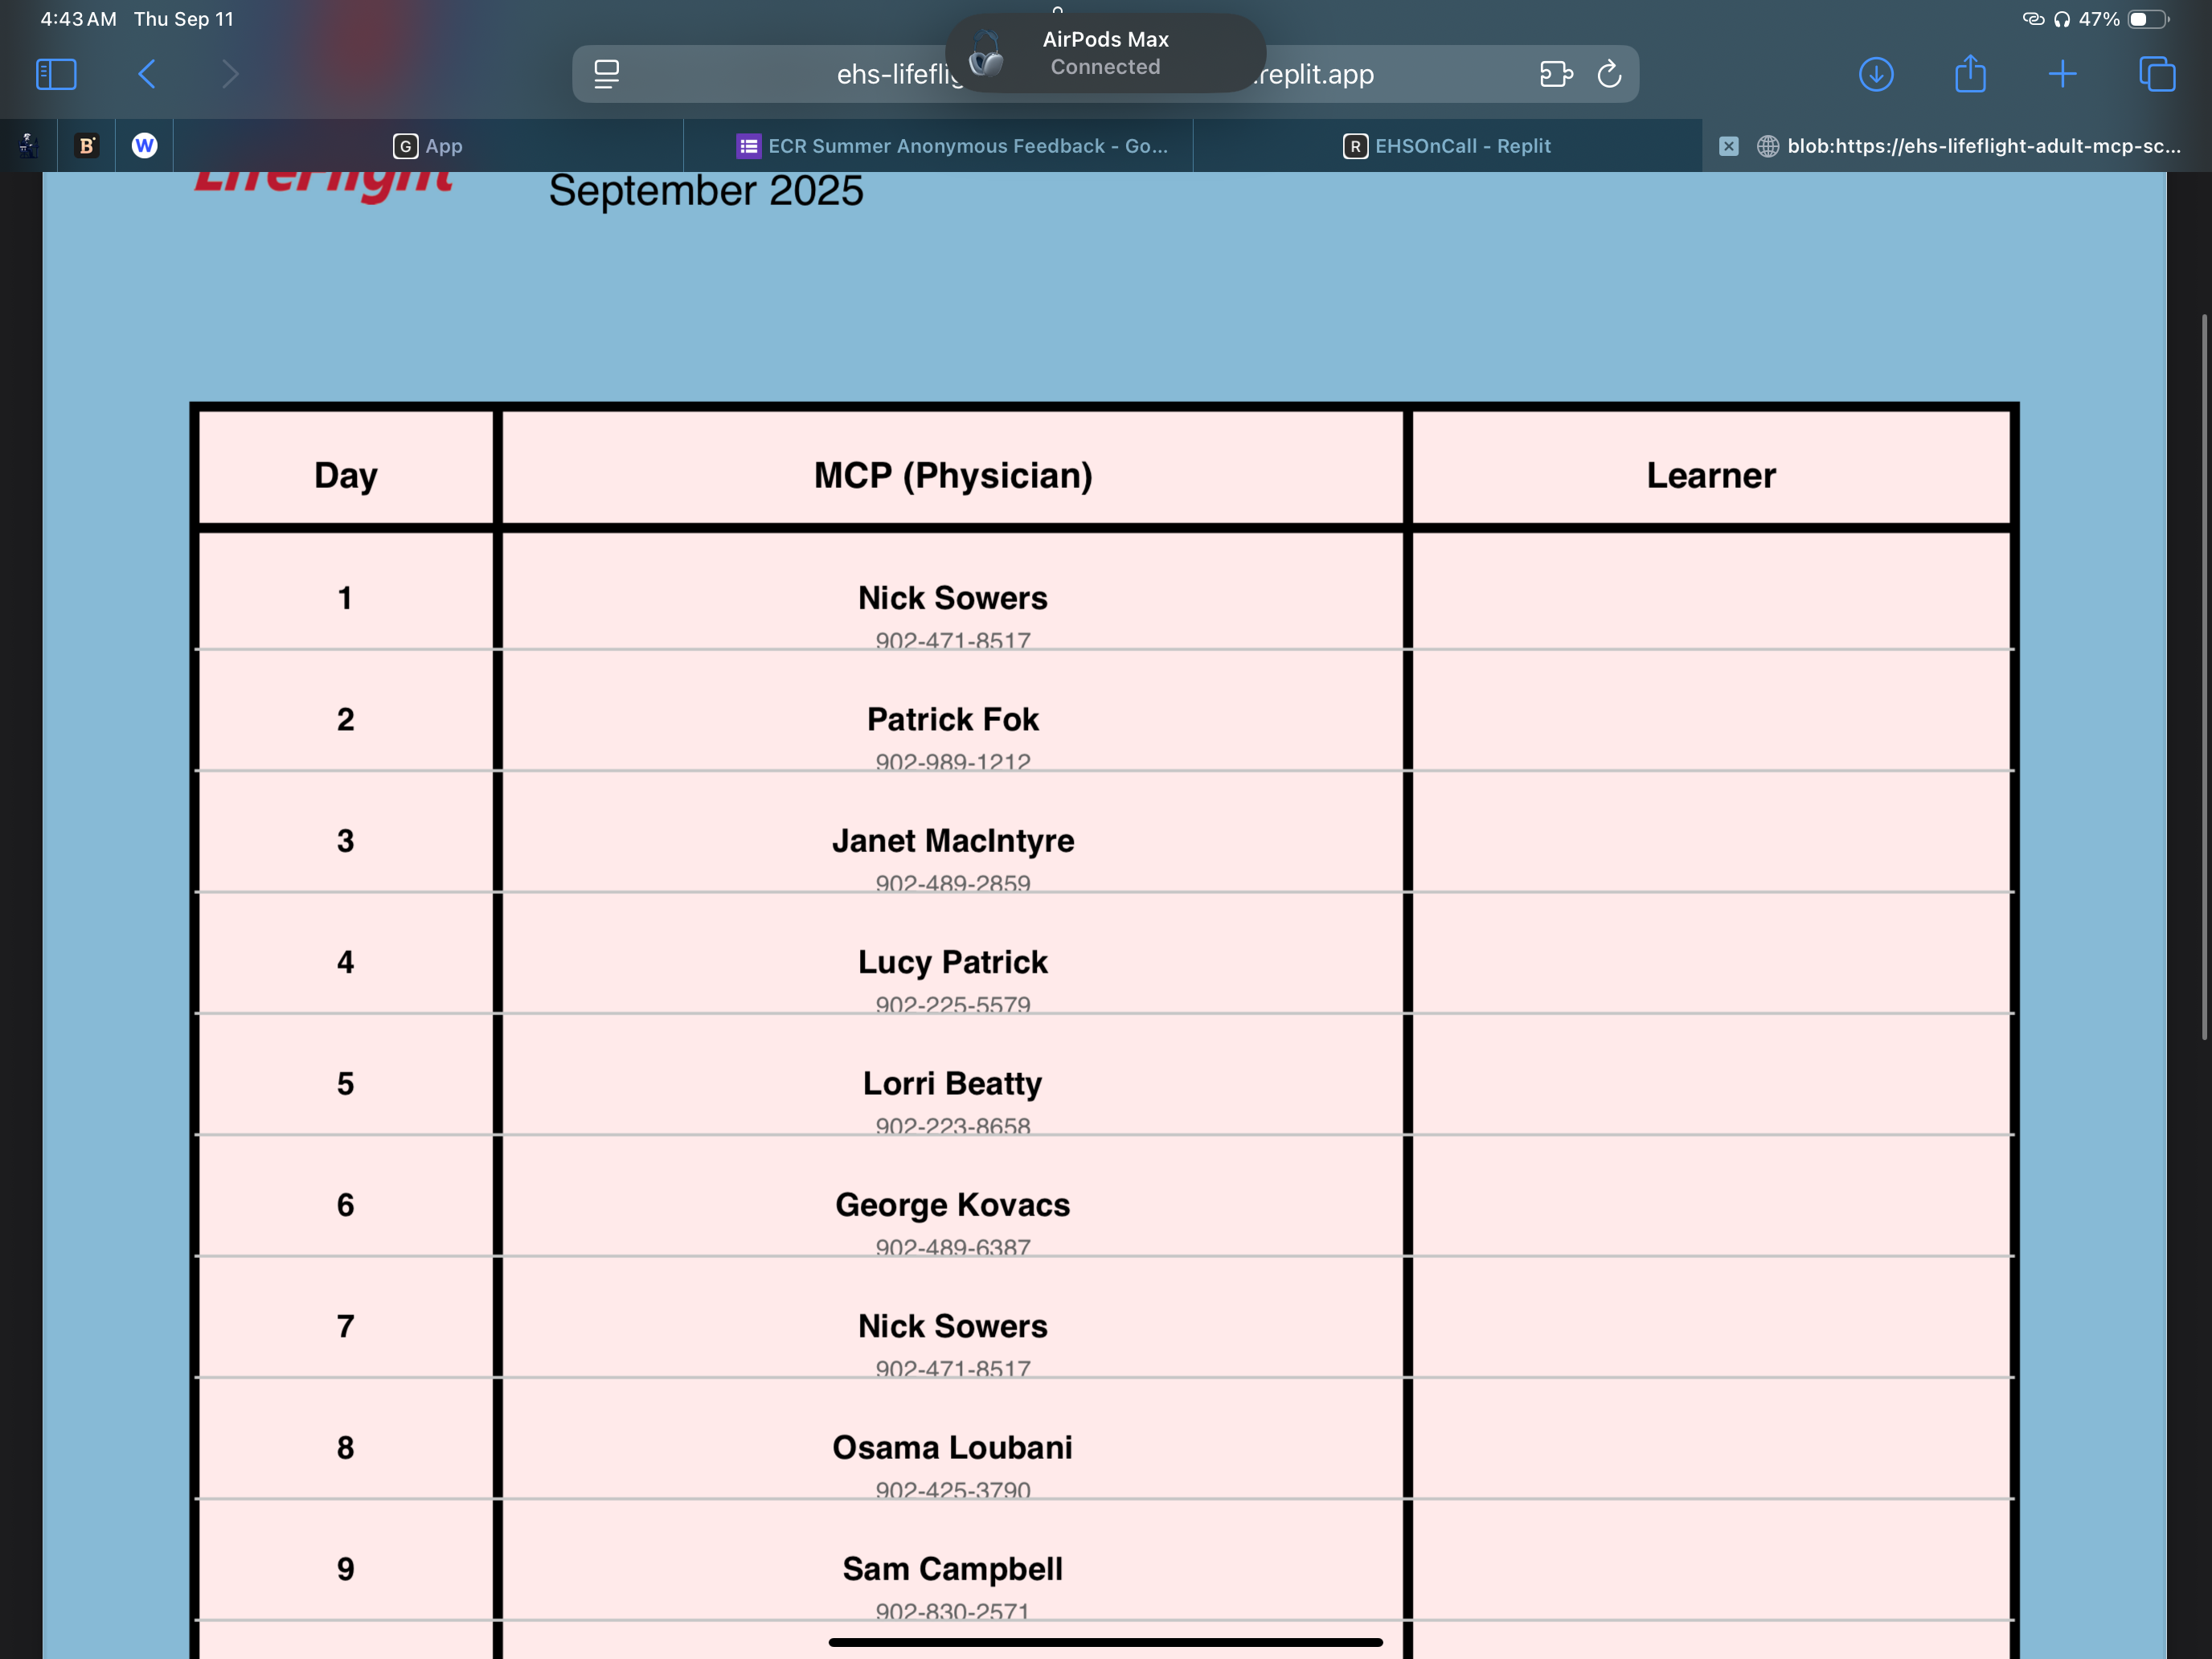 4:43 AM Thu Sep 11
47%
AirPods Max
Connected
.replit.app
G App
ECR Summer Anonymous Feedback - Go...
R EHSOnCall - Replit
blob:https://ehs-lifeflight-adult-mcp-sc...
B
W
LifeFlight
September 2025
Day MCP (Physician) Learner
1 Nick Sowers
902-471-8517
2 Patrick Fok
902-989-1212
3 Janet MacIntyre
902-489-2859
4 Lucy Patrick
902-225-5579
5 Lorri Beatty
902-223-8658
6 George Kovacs
902-489-6387
7 Nick Sowers
902-471-8517
8 Osama Loubani
902-425-3790
9 Sam Campbell
902-830-2571